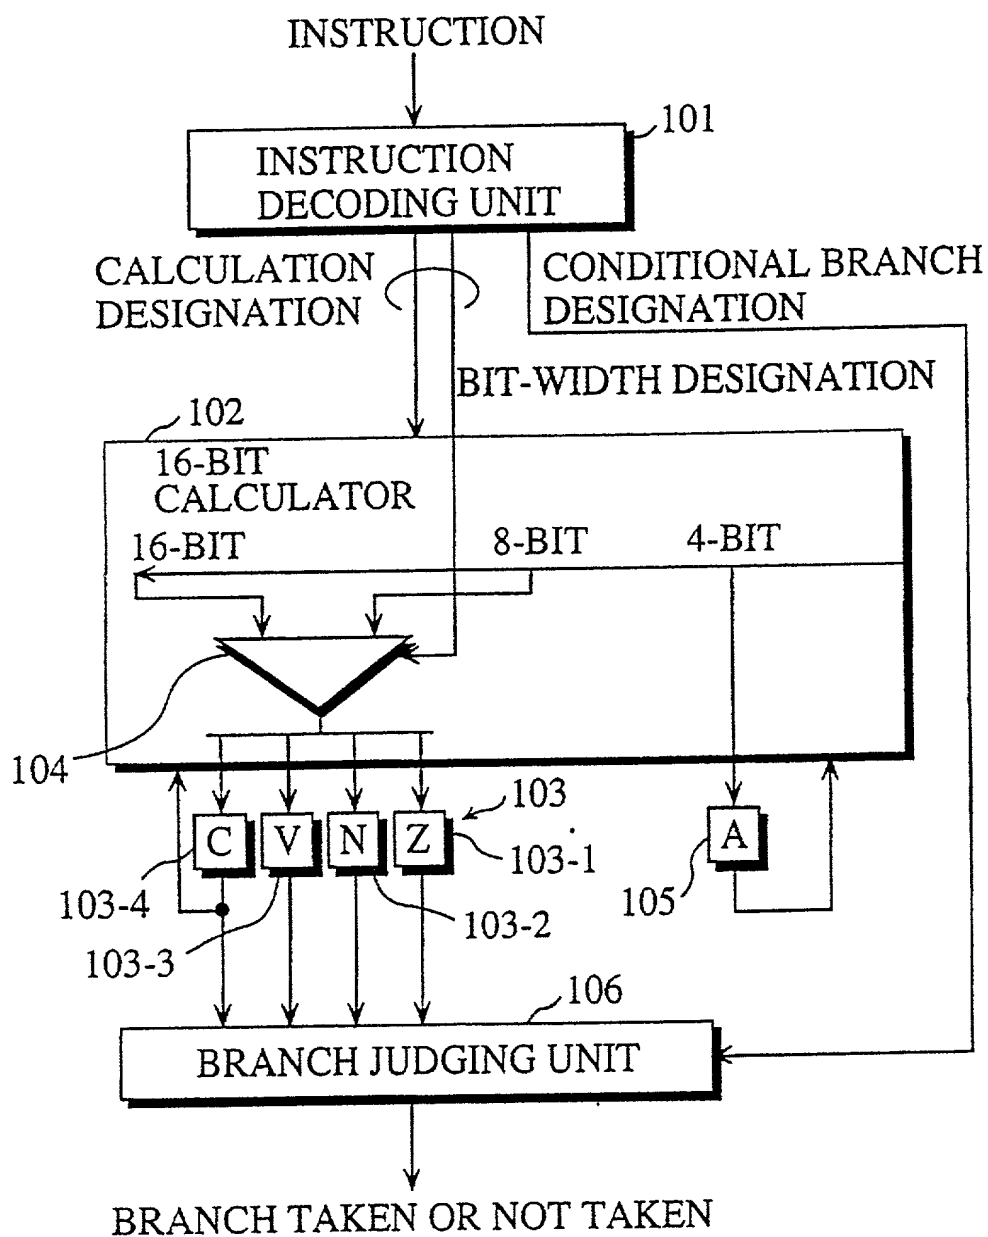 INSTRUCTION
101
INSTRUCTION
DECODING UNIT
CALCULATION
DESIGNATION
CONDITIONAL BRANCH
DESIGNATION
BIT-WIDTH DESIGNATION
102
16-BIT
CALCULATOR
16-BIT
8-BIT
4-BIT
104
103
C
V
N
Z
A
103-1
103-4
105
103-2
103-3
106
BRANCH JUDGING UNIT
BRANCH TAKEN OR NOT TAKEN